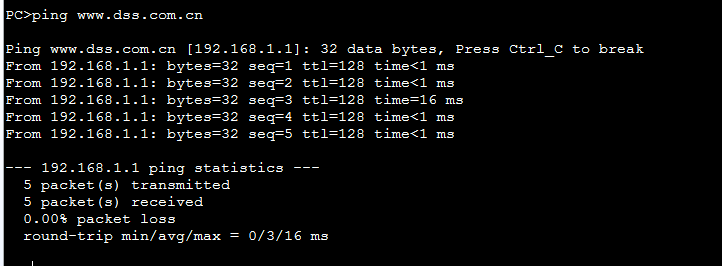 PC>ping www.dss.com.cn
Ping www.dss.com.cn [192.168.1.1]: 32 data bytes, Press Ctrl_C to break
From 192.168.1.1: bytes=32 seq=1 ttl=128 time<1 ms
From 192.168.1.1: bytes=32 seq=2 ttl=128 time<1 ms
From 192.168.1.1: bytes=32 seq=3 ttl=128 time=16 ms
From 192.168.1.1: bytes=32 seq=4 ttl=128 time<1 ms
From 192.168.1.1: bytes=32 seq=5 ttl=128 time<1 ms
--- 192.168.1.1 ping statistics ---
5 packet(s) transmitted
5 packet(s) received
0.00% packet loss
round-trip min/avg/max = 0/3/16 ms